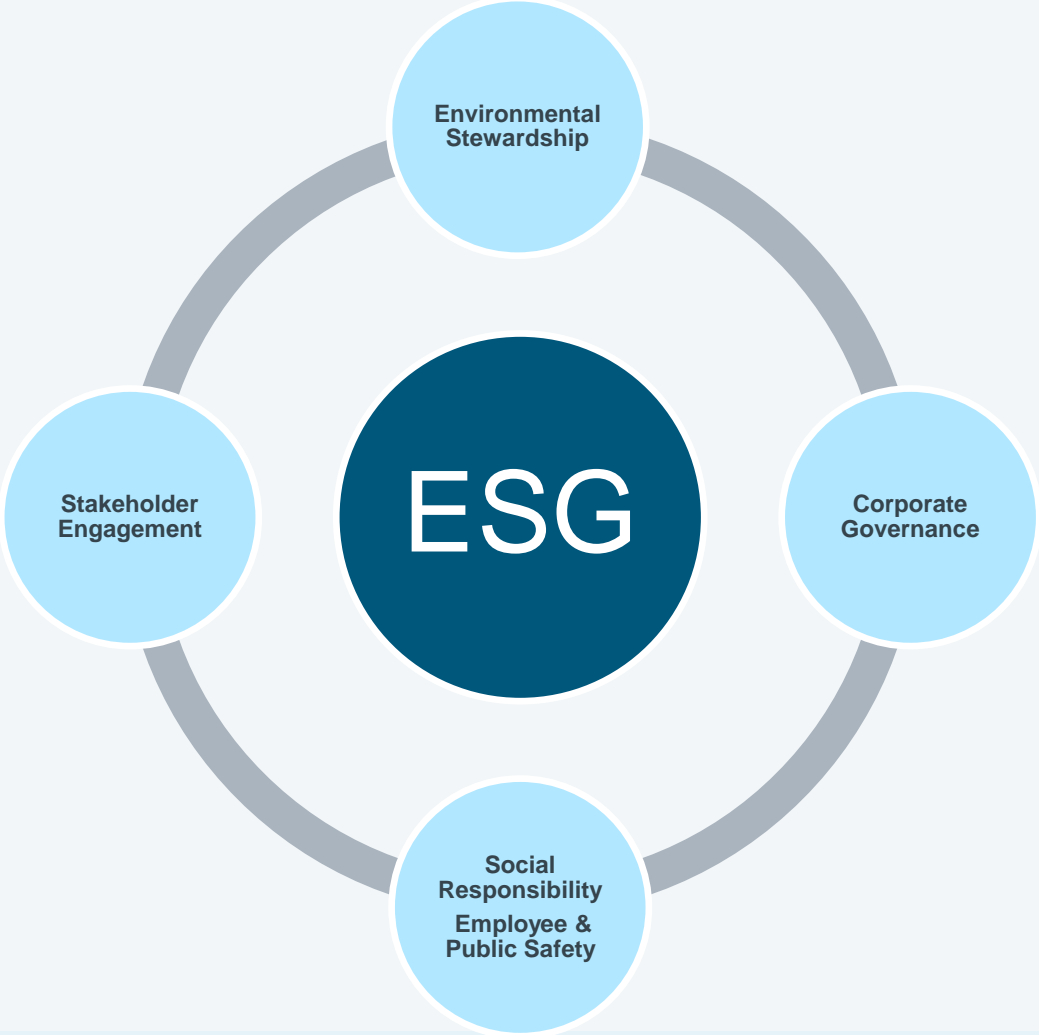 Environmental
Stewardship
Stakeholder
Engagement
ESG
Corporate
Governance
Social
Responsibility
Employee &
Public Safety